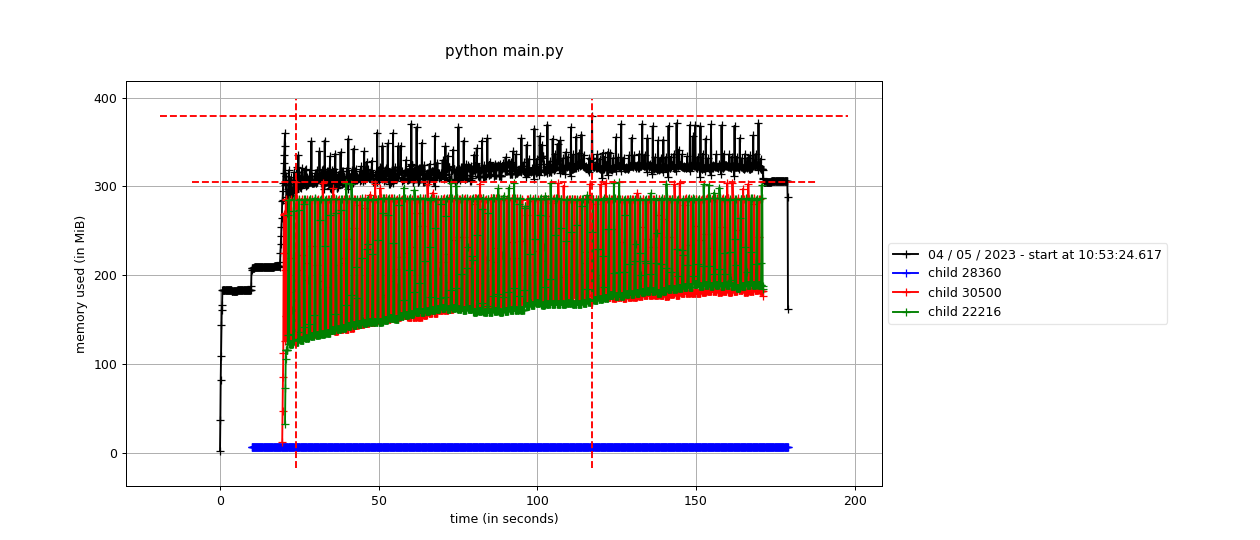 python main.py
400
300
200
100
0
memory used (in MiB)
0 50 100 150 200
time (in seconds)
04 / 05 / 2023 - start at 10:53:24.617
child 28360
child 30500
child 22216